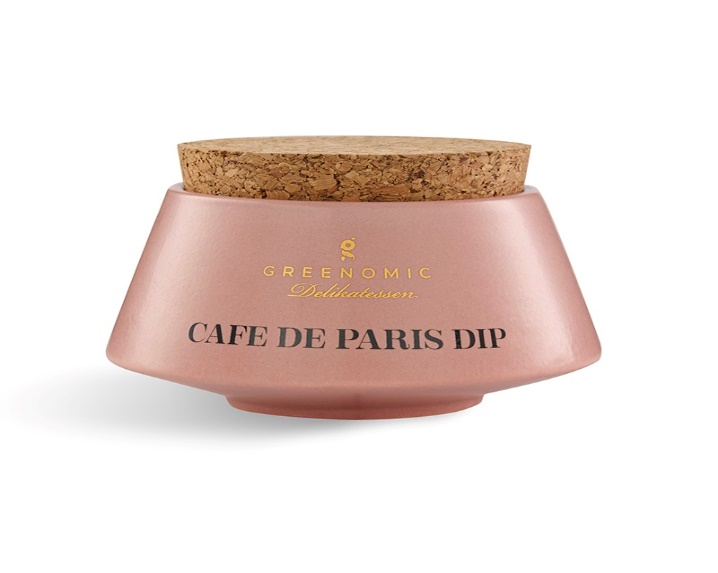 GREENOMIC
Delikatessen
CAFE DE PARIS DIP